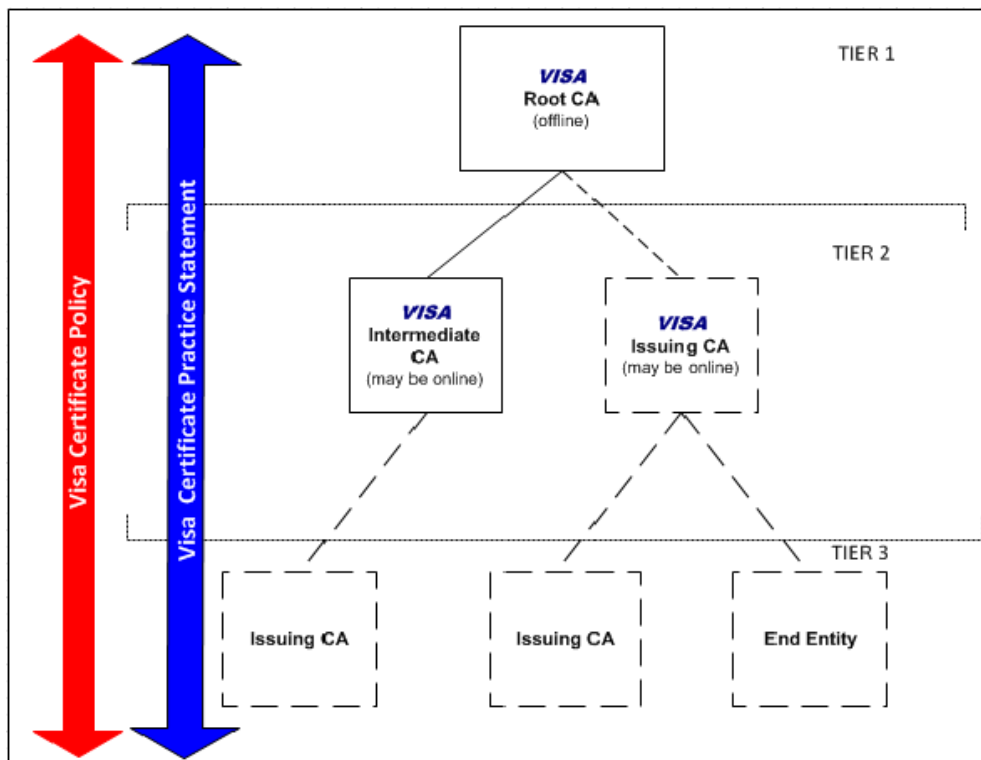 TIER 1
VISA
Root CA
(offline)
TIER 2
VISA
Intermediate
CA
(may be online)
VISA
Issuing CA
(may be online)
TIER 3
Issuing CA
Issuing CA
End Entity
Visa Certificate Policy
Visa Certificate Practice Statement